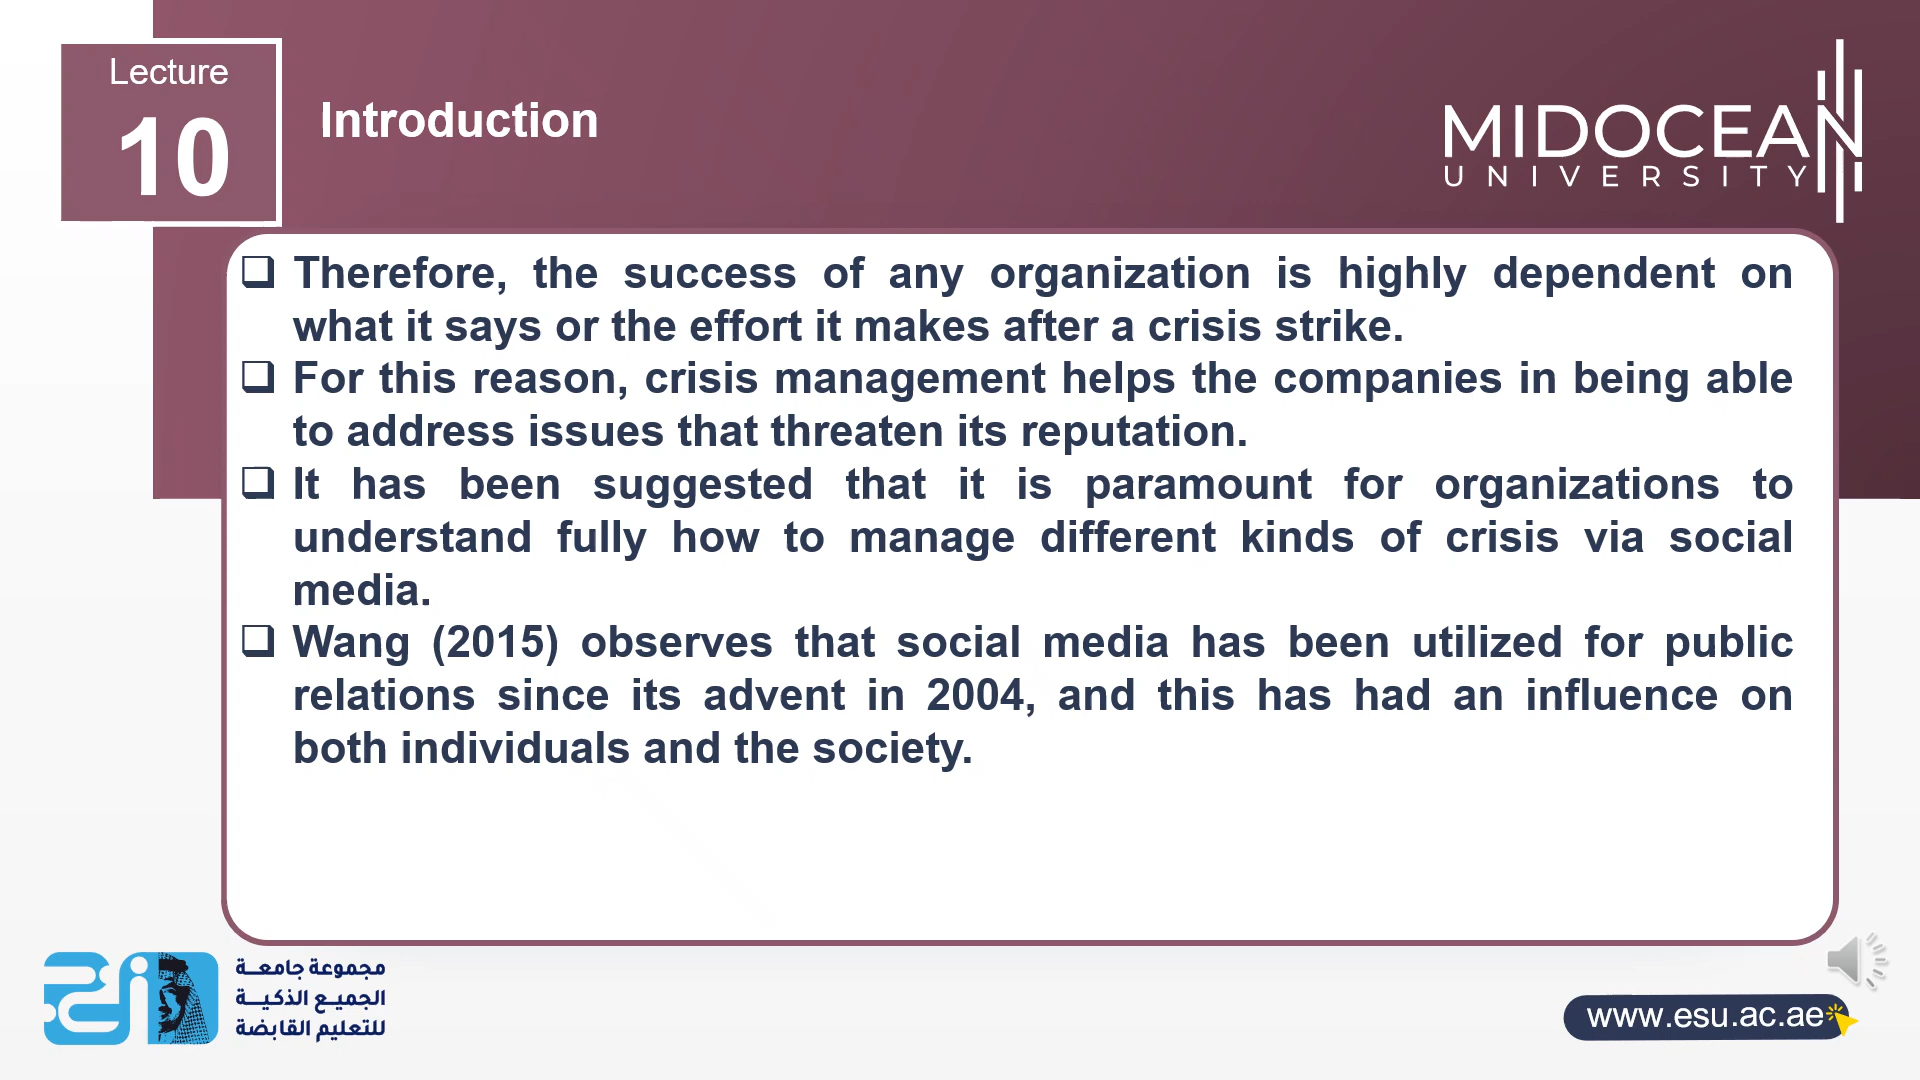 Lecture
10
Introduction
MIDOCEAN
UNIVERSITY
Therefore, the success of any organization is highly dependent on
what it says or the effort it makes after a crisis strike.
For this reason, crisis management helps the companies in being able
to address issues that threaten its reputation.
It has been suggested that it is paramount for organizations to
understand fully how to manage different kinds of crisis via social
media.
Wang (2015) observes that social media has been utilized for public
relations since its advent in 2004, and this has had an influence on
both individuals and the society.
مجموعة جامعة
الجميع الذكية
للتعليم القابضة
www.esu.ac.ae